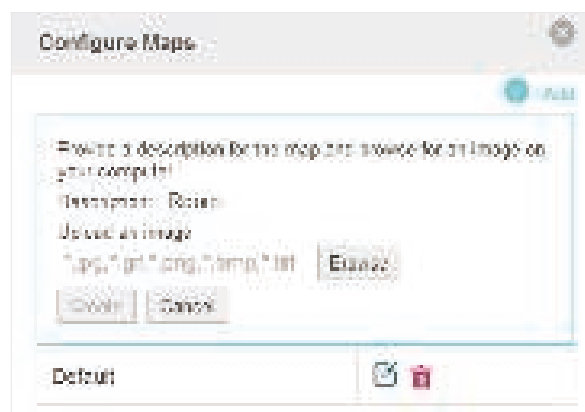 Configure Maps
Add
Provide a description for the map and browse for an image on
your computer.
Description:
Upload an image
*.jpg,*.gif,*.png,*.bmp,*.tif Browse
Create Cancel
Default